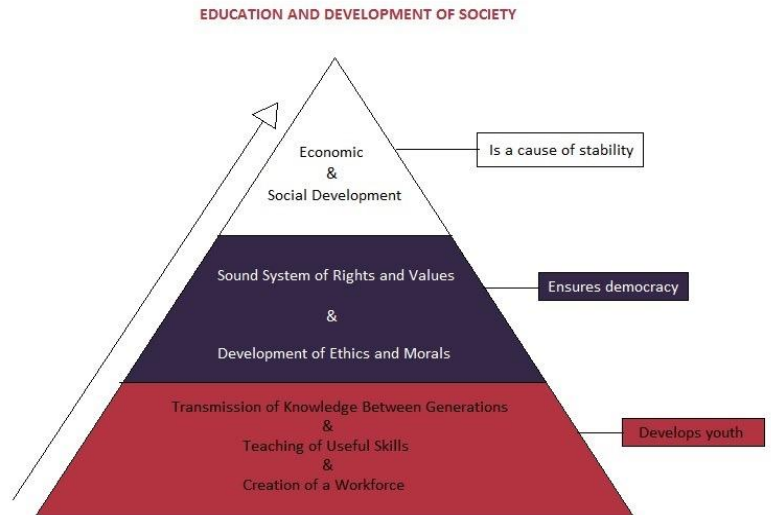 EDUCATION AND DEVELOPMENT OF SOCIETY
Economic
&
Social Development
Is a cause of stability
Sound System of Rights and Values
&
Development of Ethics and Morals
Ensures democracy
Transmission of Knowledge Between Generations
&
Teaching of Useful Skills
&
Creation of a Workforce
Develops youth